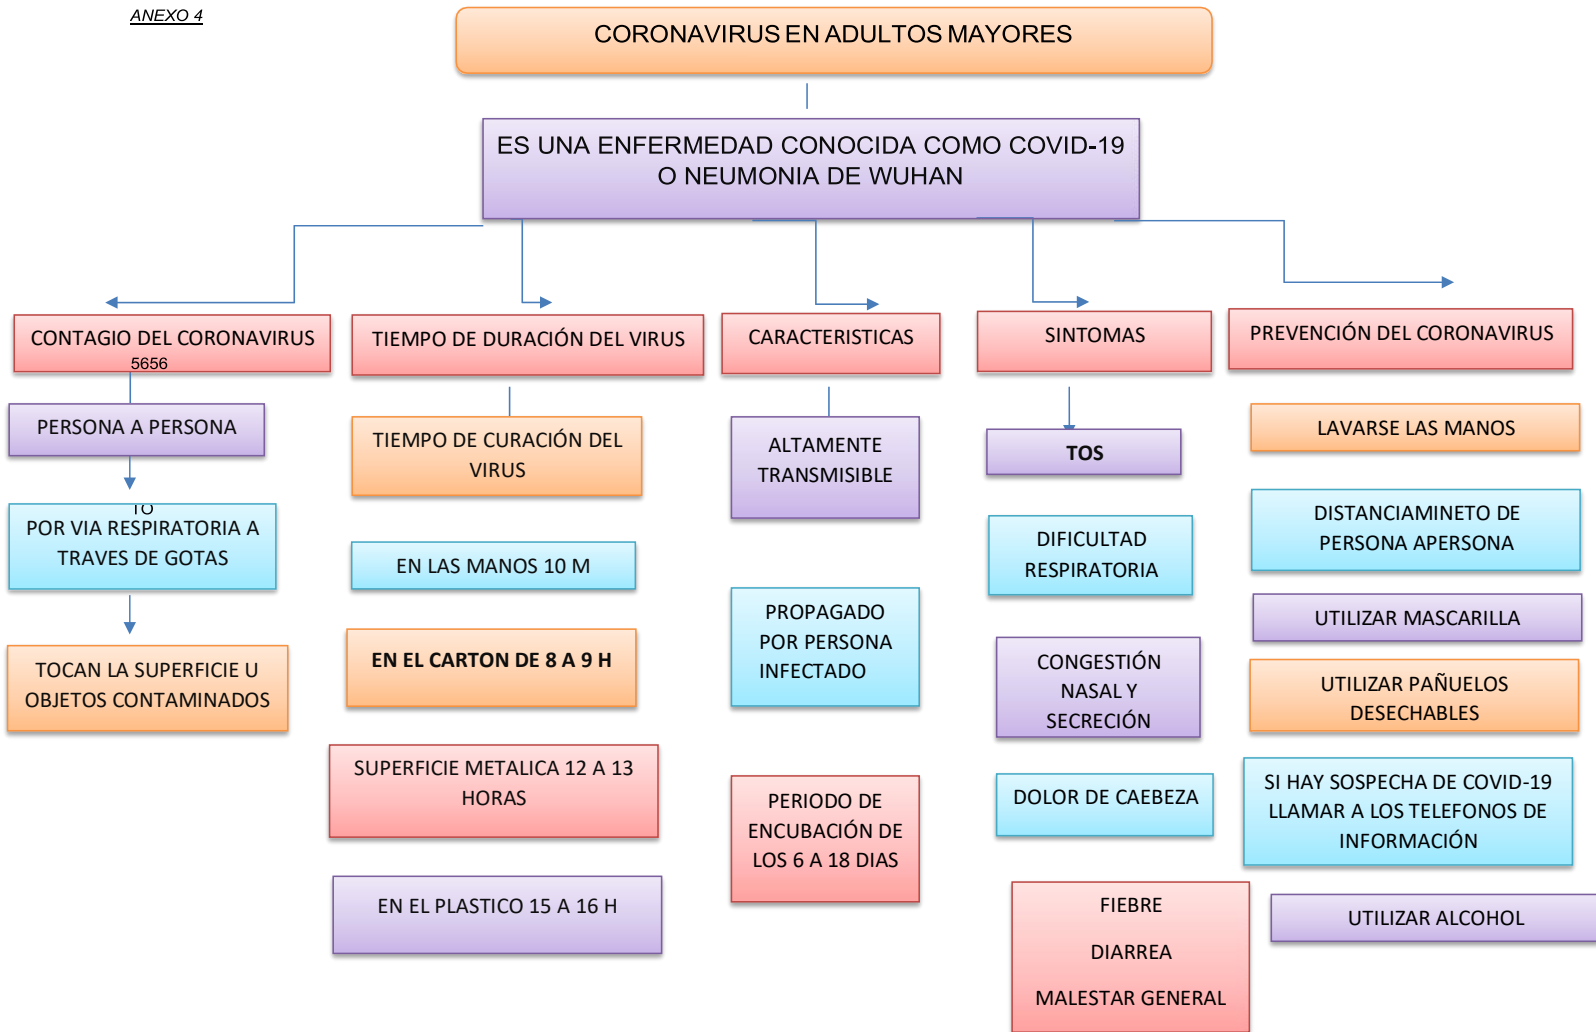 ANEXO 4
CORONAVIRUS EN ADULTOS MAYORES
ES UNA ENFERMEDAD CONOCIDA COMO COVID-19
O NEUMONIA DE WUHAN
CONTAGIO DEL CORONAVIRUS
5656
PERSONA A PERSONA
TO
POR VIA RESPIRATORIA A
TRAVES DE GOTAS
TOCAN LA SUPERFICIE U
OBJETOS CONTAMINADOS
TIEMPO DE DURACIÓN DEL VIRUS
TIEMPO DE CURACIÓN DEL
VIRUS
EN LAS MANOS 10 M
EN EL CARTON DE 8 A 9 H
SUPERFICIE METALICA 12 A 13
HORAS
EN EL PLASTICO 15 A 16 H
CARACTERISTICAS
ALTAMENTE
TRANSMISIBLE
PROPAGADO
POR PERSONA
INFECTADO
PERIODO DE
ENCUBACIÓN DE
LOS 6 A 18 DIAS
SINTOMAS
TOS
DIFICULTAD
RESPIRATORIA
CONGESTIÓN
NASAL Y
SECRECIÓN
DOLOR DE CAEBEZA
FIEBRE
DIARREA
MALESTAR GENERAL
PREVENCIÓN DEL CORONAVIRUS
LAVARSE LAS MANOS
DISTANCIAMINETO DE
PERSONA APERSONA
UTILIZAR MASCARILLA
UTILIZAR PAÑUELOS
DESECHABLES
SI HAY SOSPECHA DE COVID-19
LLAMAR A LOS TELEFONOS DE
INFORMACIÓN
UTILIZAR ALCOHOL